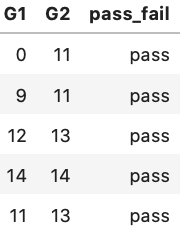 G1 G2 pass_fail
0 11 pass
9 11 pass
12 13 pass
14 14 pass
11 13 pass